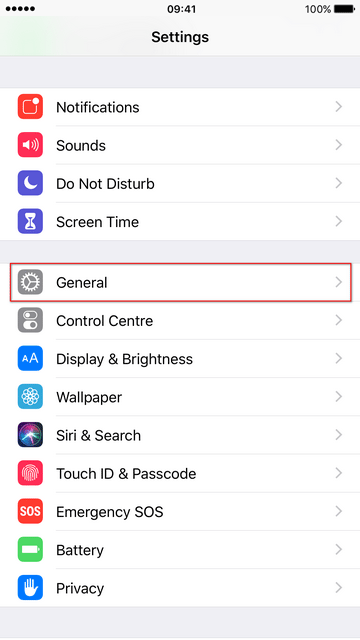 09:41
100%
Settings
Notifications
Sounds
Do Not Disturb
Screen Time
General
Control Centre
AA
Display & Brightness
Wallpaper
Siri & Search
Touch ID & Passcode
SOS
Emergency SOS
Battery
Privacy